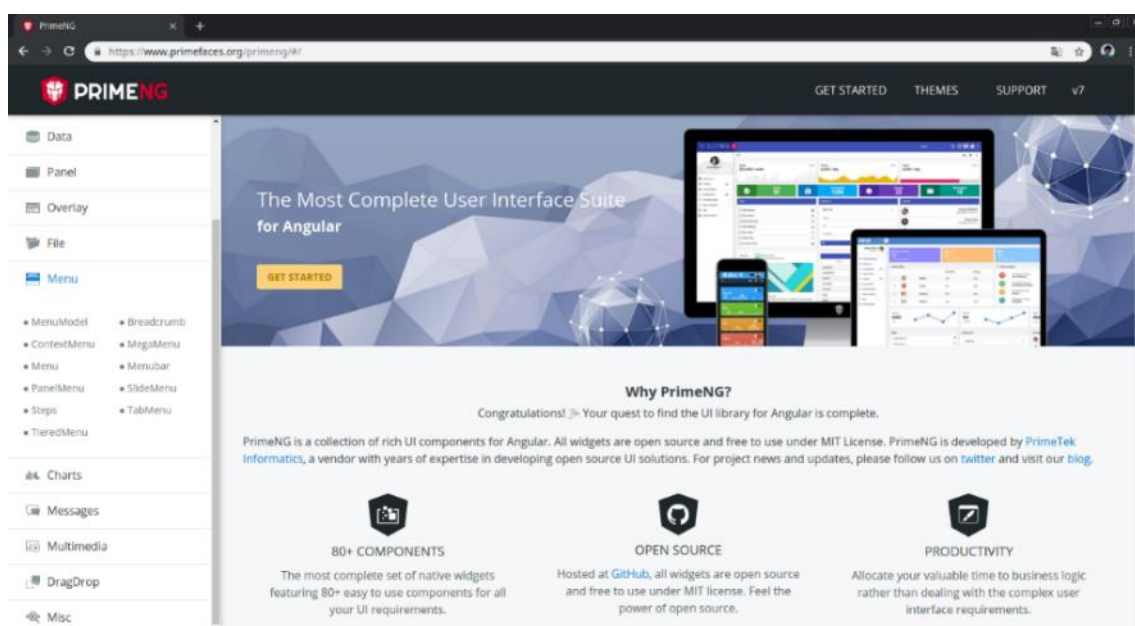 PrimeNG
https://www.primefaces.org/primeng/#/
PRIMENG
GET STARTED THEMES SUPPORT v7
Data
Panel
Overlay
File
Menu
MenuModel Breadcrumb
ContextMenu MegaMenu
Menu Menubar
PanelMenu SlideMenu
Steps TabMenu
TieredMenu
Charts
Messages
Multimedia
DragDrop
Misc
The Most Complete User Interface Suite
for Angular
GET STARTED
Why PrimeNG?
Congratulations! Your quest to find the UI library for Angular is complete.
PrimeNG is a collection of rich UI components for Angular. All widgets are open source and free to use under MIT License. PrimeNG is developed by PrimeTek
Informatics, a vendor with years of expertise in developing open source UI solutions. For project news and updates, please follow us on twitter and visit our blog.
80+ COMPONENTS
The most complete set of native widgets
featuring 80+ easy to use components for all
your UI requirements.
OPEN SOURCE
Hosted at GitHub, all widgets are open source
and free to use under MIT license. Feel the
power of open source.
PRODUCTIVITY
Allocate your valuable time to business logic
rather than dealing with the complex user
interface requirements.